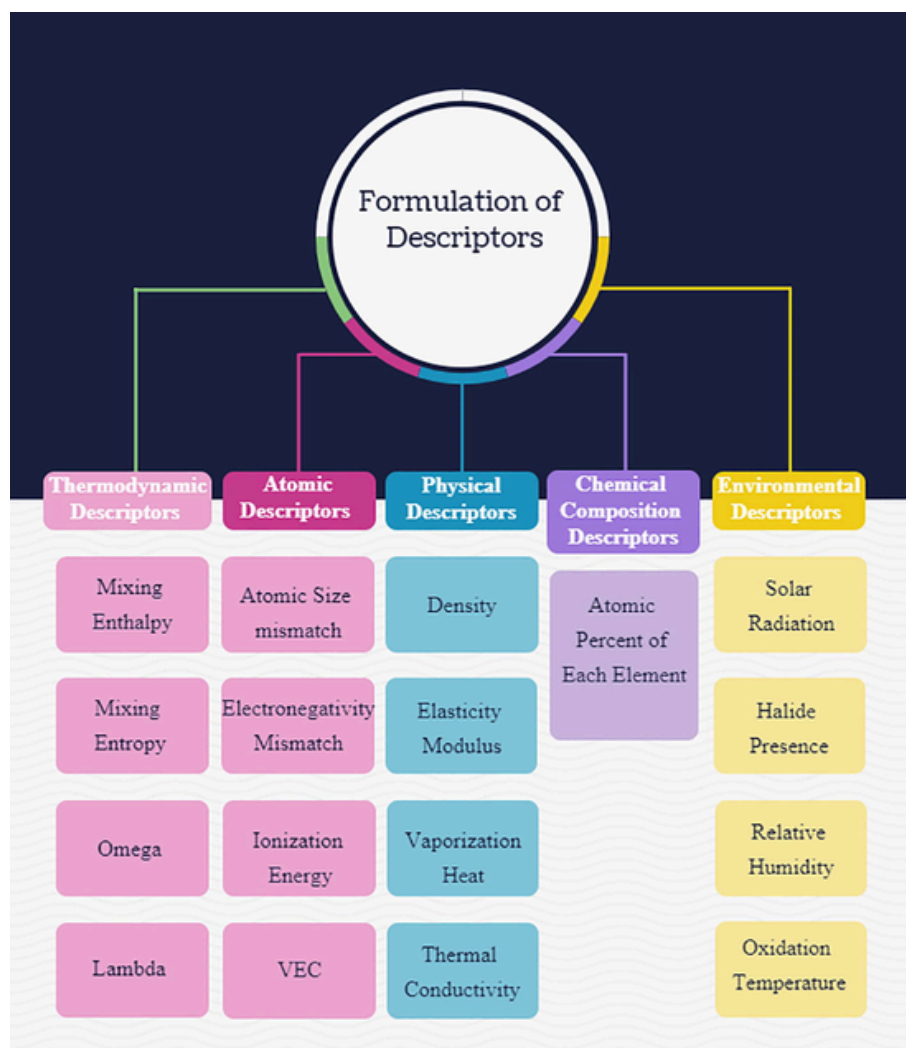 Formulation of
Descriptors
Thermodynamic
Descriptors
Mixing
Enthalpy
Mixing
Entropy
Omega
Lambda
Atomic
Descriptors
Atomic Size
mismatch
Electronegativity
Mismatch
Ionization
Energy
VEC
Physical
Descriptors
Density
Elasticity
Modulus
Vaporization
Heat
Thermal
Conductivity
Chemical
Composition
Descriptors
Atomic
Percent of
Each Element
Environmental
Descriptors
Solar
Radiation
Halide
Presence
Relative
Humidity
Oxidation
Temperature